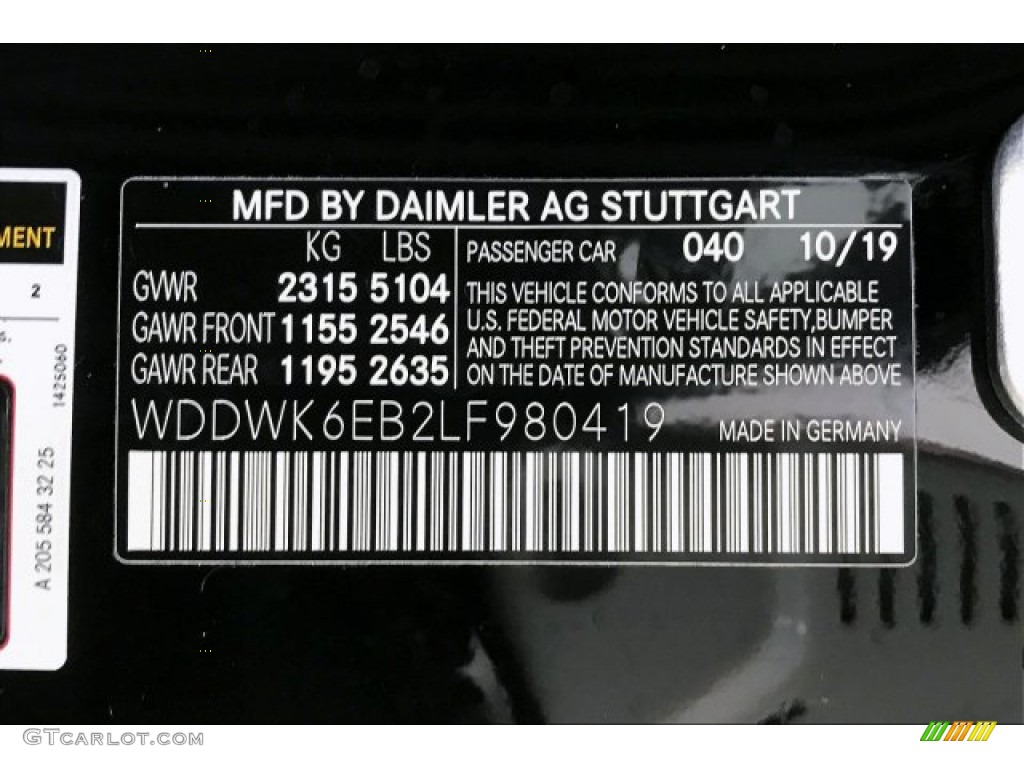 MFD BY DAIMLER AG STUTTGART
KG LBS
GVWR 2315 5104
GAWR FRONT 1155 2546
GAWR REAR 1195 2635
PASSENGER CAR 040 10/19
THIS VEHICLE CONFORMS TO ALL APPLICABLE
U.S. FEDERAL MOTOR VEHICLE SAFETY,BUMPER
AND THEFT PREVENTION STANDARDS IN EFFECT
ON THE DATE OF MANUFACTURE SHOWN ABOVE
WDDWK6EB2LF980419 MADE IN GERMANY
MENT
2
1425060
A 205 584 32 25
GTCARLOT.COM